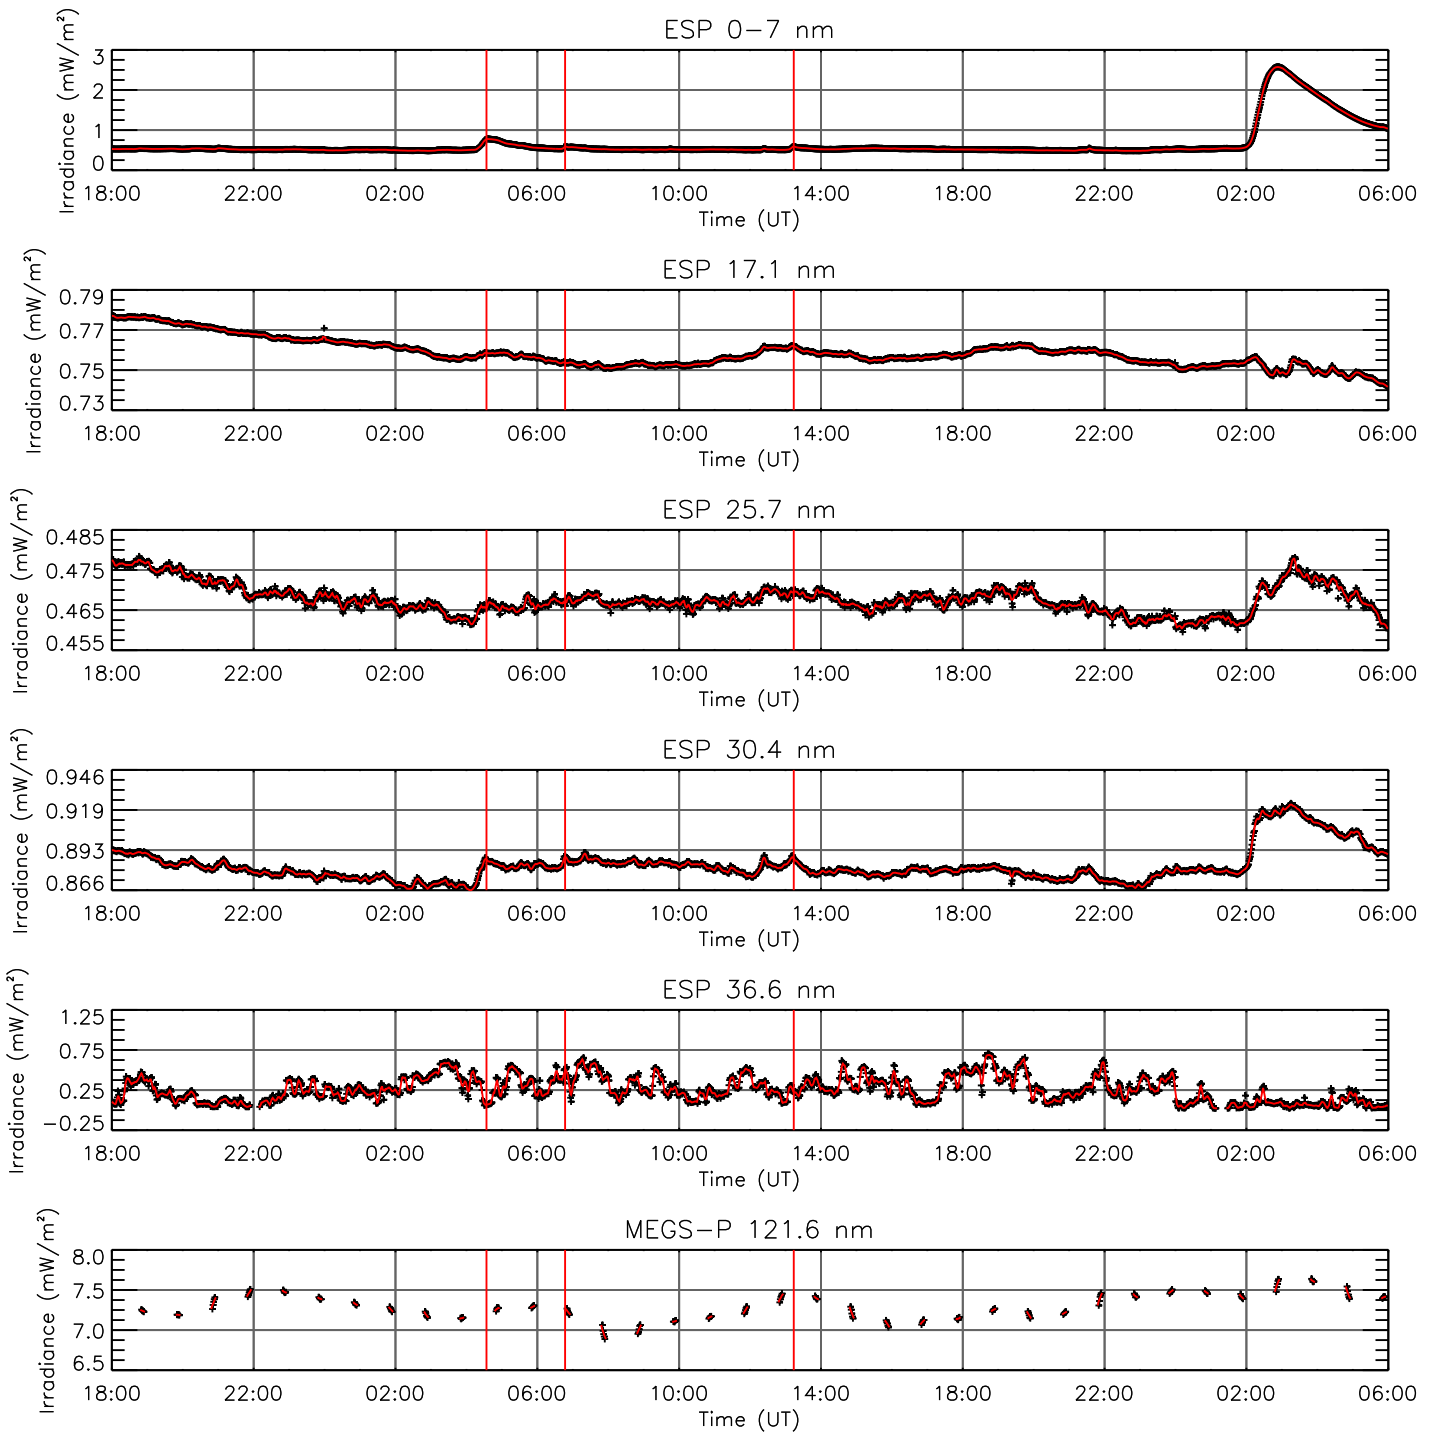 ESP 0−7 nm
Irradiance (mW/m²)
3
2
1
0
18:00 22:00 02:00 06:00 10:00 14:00 18:00 22:00 02:00 06:00
Time (UT)
ESP 17.1 nm
Irradiance (mW/m²)
0.79
0.77
0.75
0.73
18:00 22:00 02:00 06:00 10:00 14:00 18:00 22:00 02:00 06:00
Time (UT)
ESP 25.7 nm
Irradiance (mW/m²)
0.485
0.475
0.465
0.455
18:00 22:00 02:00 06:00 10:00 14:00 18:00 22:00 02:00 06:00
Time (UT)
ESP 30.4 nm
Irradiance (mW/m²)
0.946
0.919
0.893
0.866
18:00 22:00 02:00 06:00 10:00 14:00 18:00 22:00 02:00 06:00
Time (UT)
ESP 36.6 nm
Irradiance (mW/m²)
1.25
0.75
0.25
−0.25
18:00 22:00 02:00 06:00 10:00 14:00 18:00 22:00 02:00 06:00
Time (UT)
MEGS−P 121.6 nm
Irradiance (mW/m²)
8.0
7.5
7.0
6.5
18:00 22:00 02:00 06:00 10:00 14:00 18:00 22:00 02:00 06:00
Time (UT)